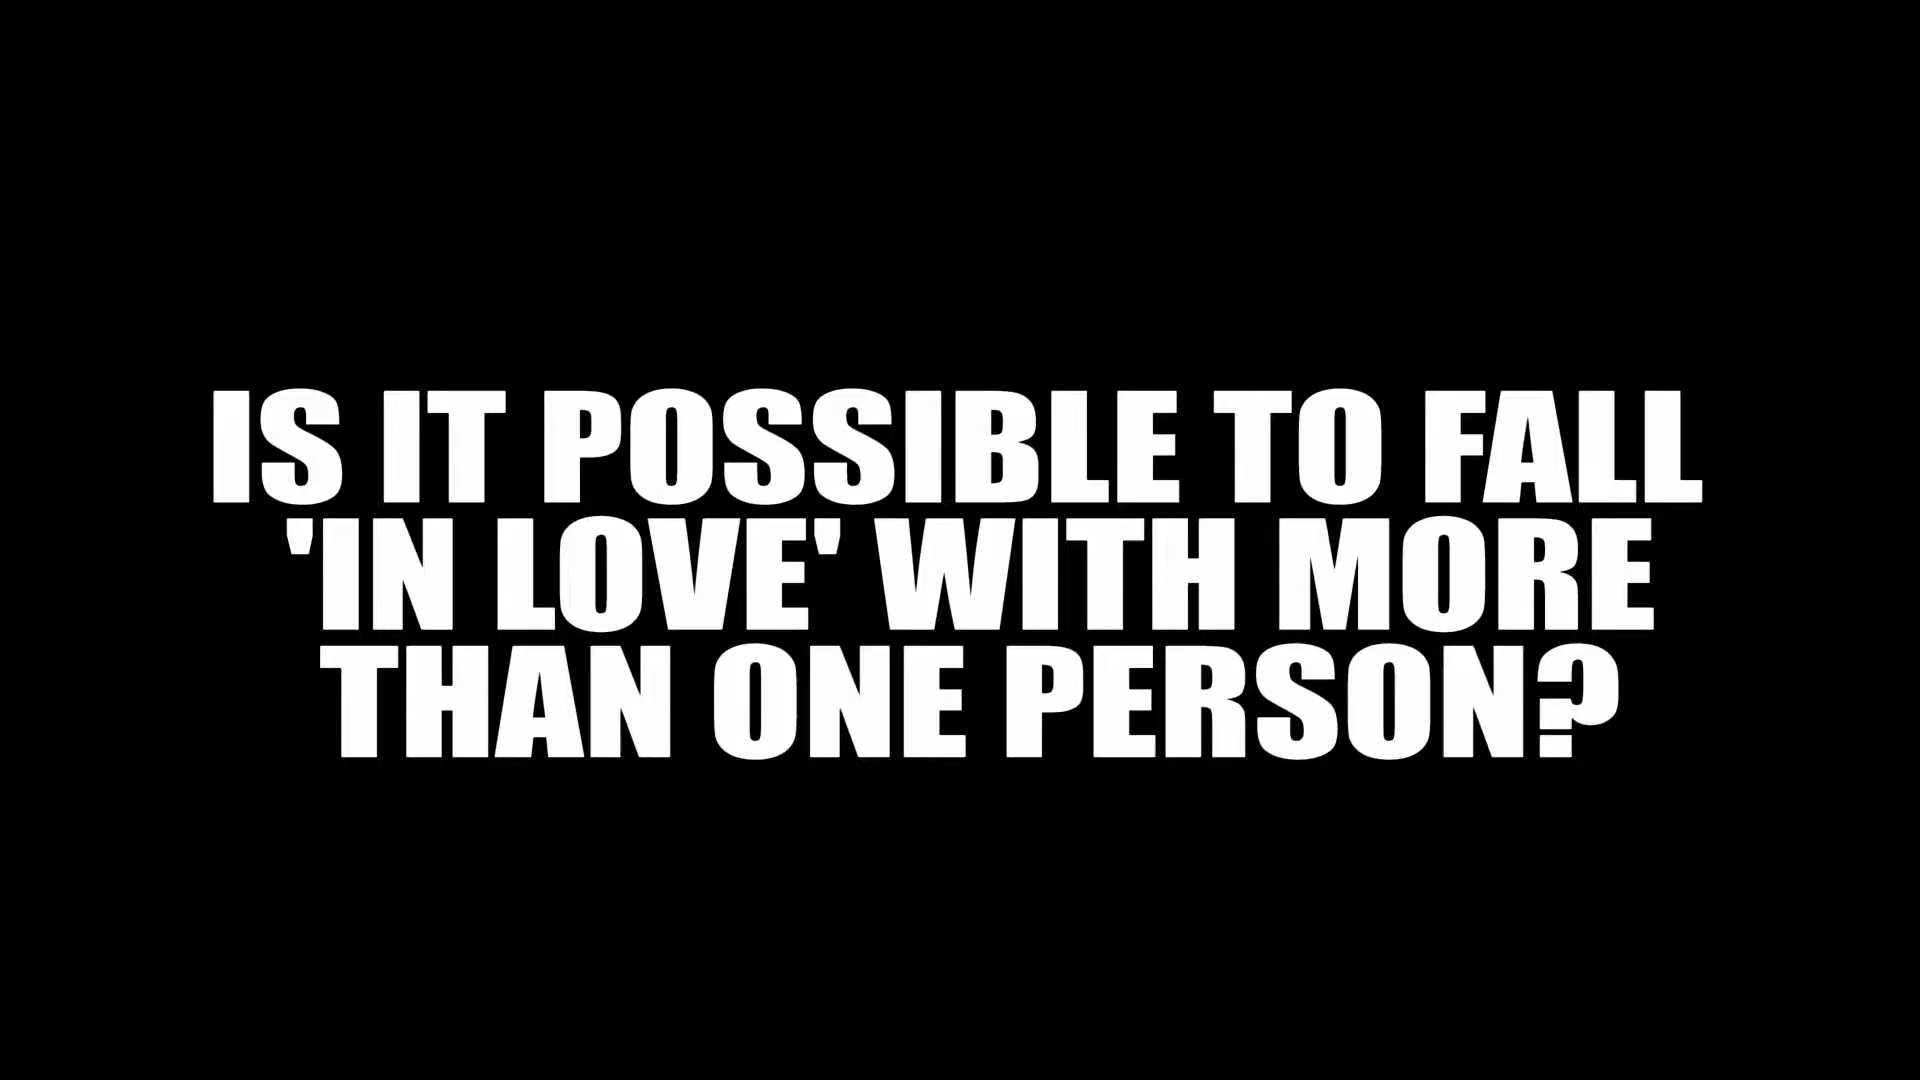 IS IT POSSIBLE TO FALL
'IN LOVE' WITH MORE
THAN ONE PERSON?